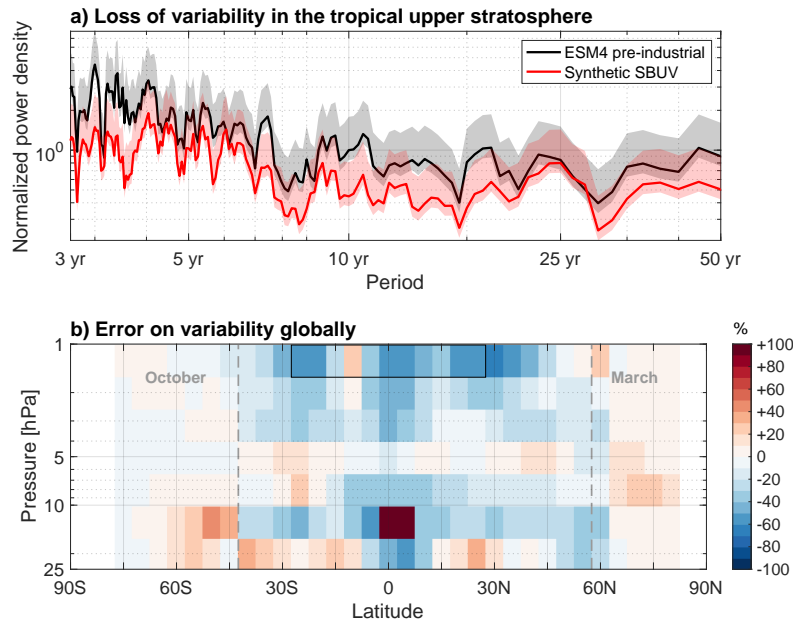 a) Loss of variability in the tropical upper stratosphere
Normalized power density
ESM4 pre-industrial
Synthetic SBUV
10⁰
3 yr 5 yr 10 yr 25 yr 50 yr
Period
b) Error on variability globally
%
Pressure [hPa]
1
5
10
25
October
March
+100
+80
+60
+40
+20
0
-20
-40
-60
-80
-100
90S 60S 30S 0 30N 60N 90N
Latitude